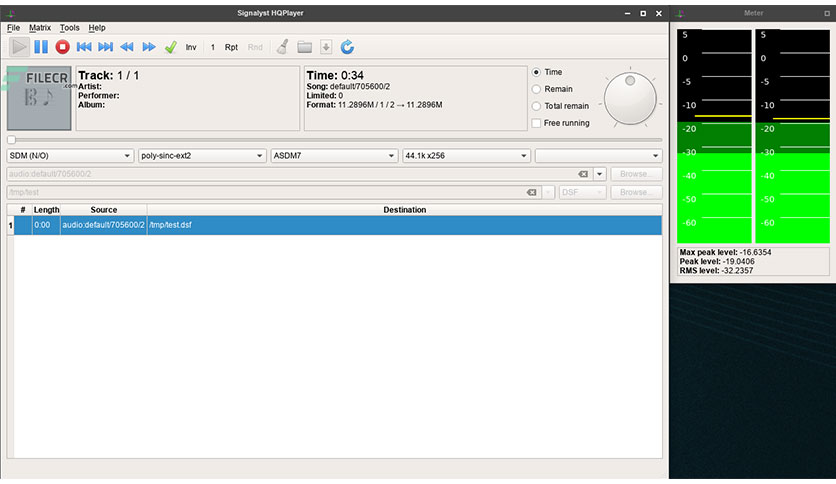 Signalyst HQPlayer
File Matrix Tools Help
Inv 1 Rpt Rnd
FILECR
.com
Track: 1 / 1
Artist:
Performer:
Album:
Time: 0:34
Song: default/705600/2
Limited: 0
Format: 11.2896M / 1 / 2 → 11.2896M
Time
Remain
Total remain
Free running
SDM (N/O) poly-sinc-ext2 ASDM7 44.1k x256
audio:default/705600/2 Browse...
/tmp/test DSF Browse...
# Length Source Destination
1 0:00 audio:default/705600/2 /tmp/test.dsf
Meter
5 5
0 0
-5 -5
-10 -10
-20 -20
-30 -30
-40 -40
-50 -50
-60 -60
Max peak level: -16.6354
Peak level: -19.0406
RMS level: -32.2357